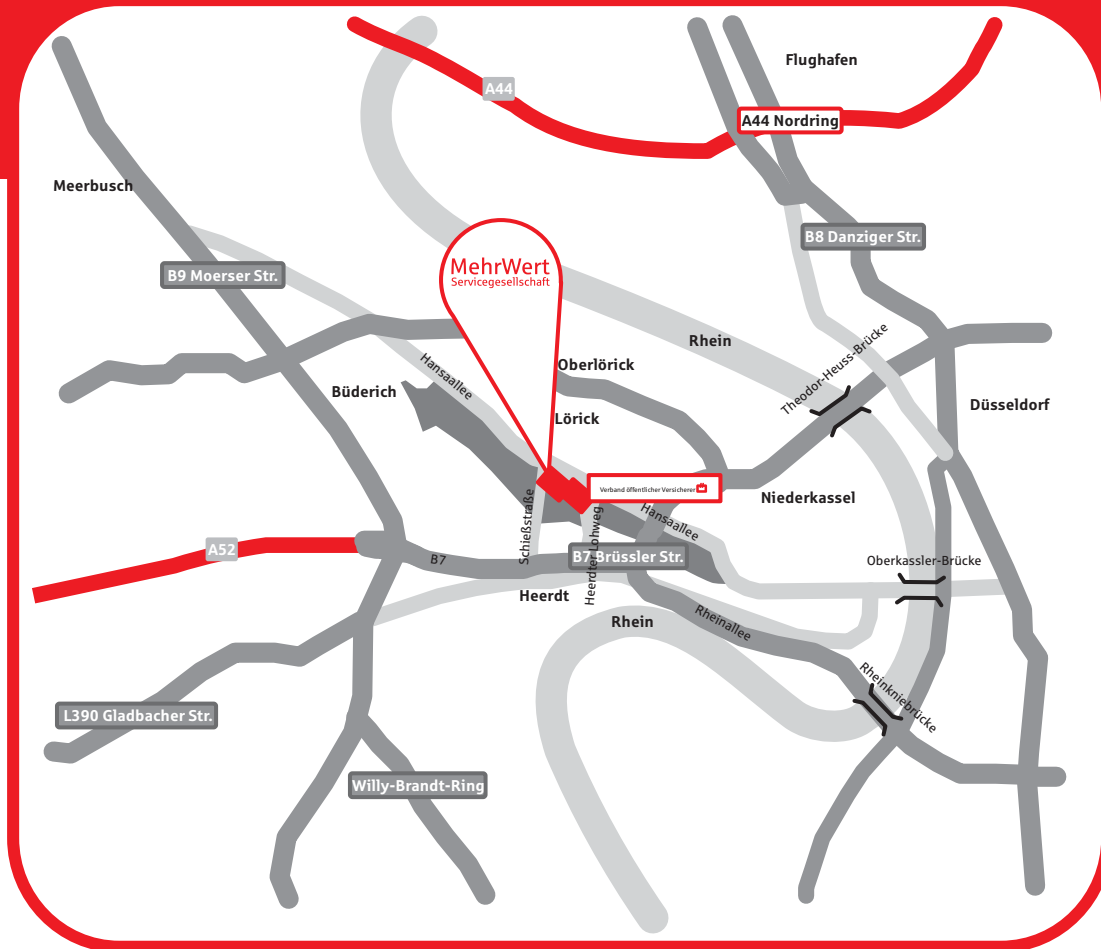 Flughafen
A44
A44 Nordring
Meerbusch
B8 Danziger Str.
B9 Moerser Str.
MehrWert
Servicegesellschaft
Rhein
Theodor-Heuss-Brücke
Oberlörick
Hansaallee
Büderich
Düsseldorf
Lörick
Verband öffentlicher Versicherer
Niederkassel
Schießstraße
Heerdter Lohweg
Hansaallee
A52
B7
B7 Brüssler Str.
Oberkassler-Brücke
Heerdt
Rhein
Rheinallee
Rheinkniebrücke
L390 Gladbacher Str.
Willy-Brandt-Ring